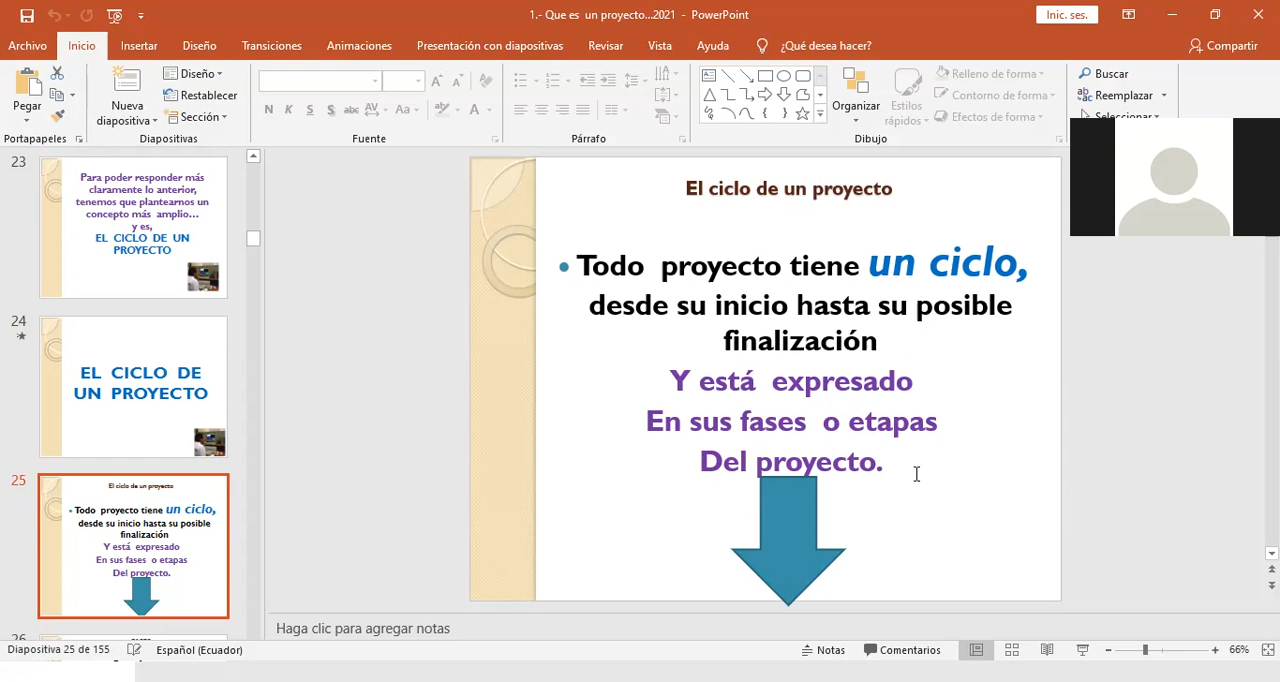 1.- Que es  un proyecto...2021  -  PowerPoint
Inic. ses.
Archivo Inicio Insertar Diseño Transiciones Animaciones Presentación con diapositivas Revisar Vista Ayuda ¿Qué desea hacer? Compartir
Pegar
Portapapeles
Nueva
diapositiva
Diseño
Restablecer
Sección
Diapositivas
N K S S abc AV Aa A
Fuente
Párrafo
Organizar
Estilos
rápidos
Relleno de forma
Contorno de forma
Efectos de forma
Dibujo
Buscar
Reemplazar
Seleccionar
23
Para poder responder más
claramente lo anterior,
tenemos que plantearnos un
concepto más  amplio…
y es,
EL  CICLO  DE  UN
PROYECTO
24
EL  CICLO  DE
UN  PROYECTO
25
El ciclo de un proyecto
• Todo  proyecto tiene un ciclo,
desde su inicio hasta su posible
finalización
Y está  expresado
En sus fases  o etapas
Del proyecto.
26
El ciclo de un proyecto
• Todo  proyecto tiene un ciclo,
desde su inicio hasta su posible
finalización
Y está  expresado
En sus fases  o etapas
Del proyecto.
Haga clic para agregar notas
Diapositiva 25 de 155 Español (Ecuador) Notas Comentarios 66%